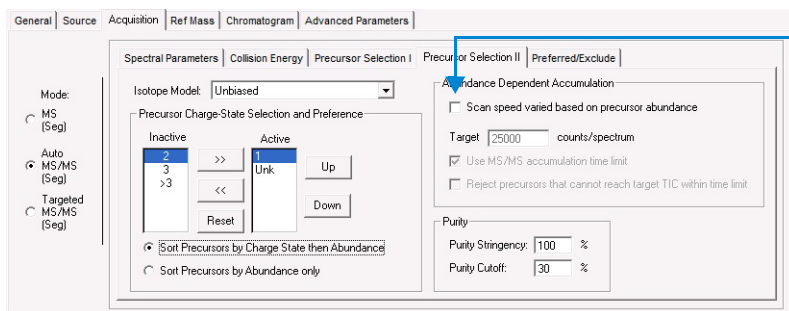 General Source Acquisition Ref Mass Chromatogram Advanced Parameters
Spectral Parameters Collision Energy Precursor Selection I Precursor Selection II Preferred/Exclude
Mode:
MS
(Seg)
Auto
MS/MS
(Seg)
Targeted
MS/MS
(Seg)
Isotope Model: Unbiased
Precursor Charge-State Selection and Preference
Inactive Active
2 >> 1 Up
3 Unk
>3 << Down
Reset
Sort Precursors by Charge State then Abundance
Sort Precursors by Abundance only
Abundance Dependent Accumulation
Scan speed varied based on precursor abundance
Target 25000 counts/spectrum
Use MS/MS accumulation time limit
Reject precursors that cannot reach target TIC within time limit
Purity
Purity Stringency: 100 %
Purity Cutoff: 30 %